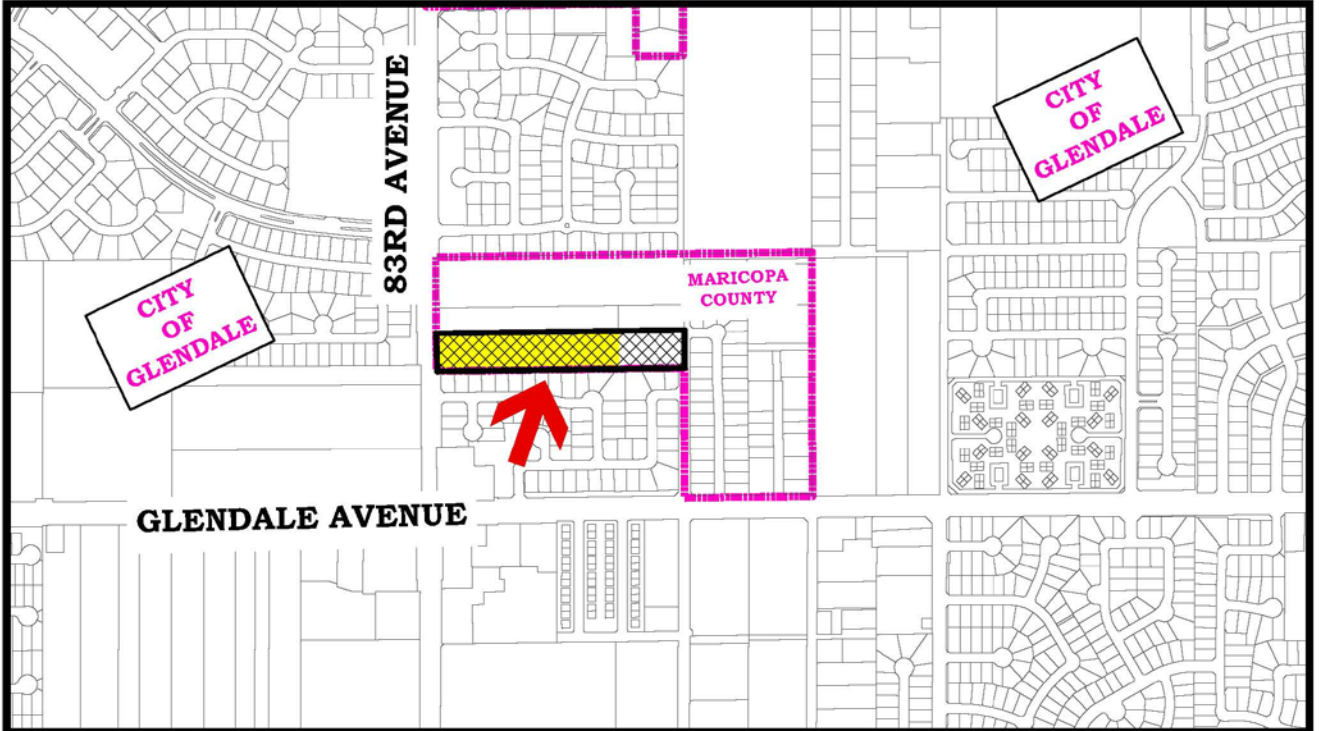 83RD AVENUE
CITY
OF
GLENDALE
CITY
OF
GLENDALE
MARICOPA
COUNTY
GLENDALE AVENUE